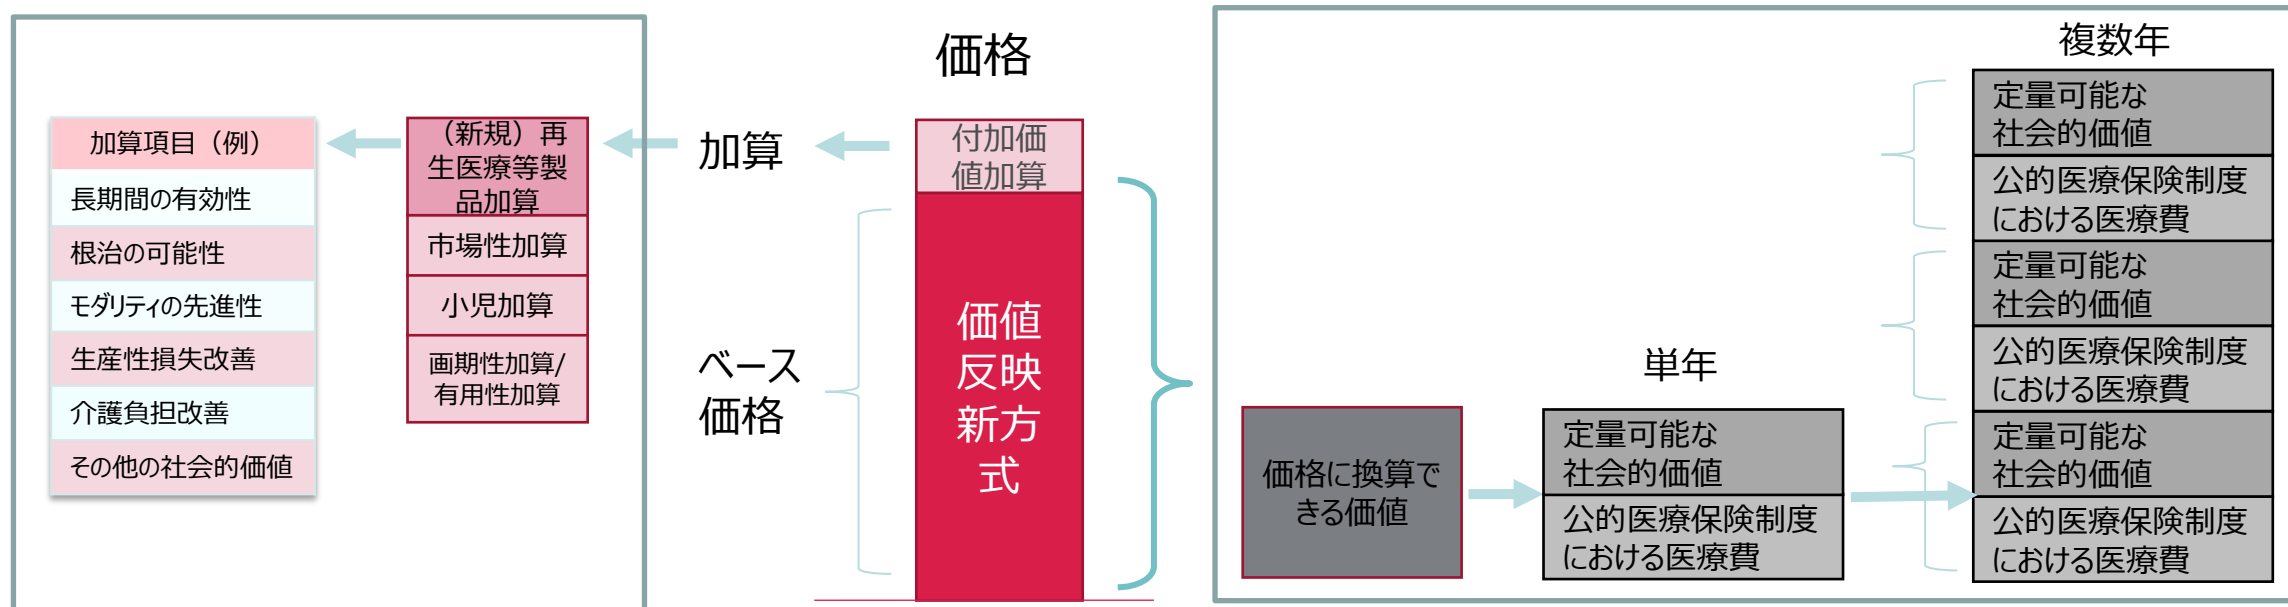 加算項目（例）
長期間の有効性
根治の可能性
モダリティの先進性
生産性損失改善
介護負担改善
その他の社会的価値
（新規）再
生医療等製
品加算
市場性加算
小児加算
画期性加算/
有用性加算
価格
加算
付加価
値加算
ベース
価格
価値
反映
新方
式
価格に換算で
きる価値
単年
定量可能な
社会的価値
公的医療保険制度
における医療費
複数年
定量可能な
社会的価値
公的医療保険制度
における医療費
定量可能な
社会的価値
公的医療保険制度
における医療費
定量可能な
社会的価値
公的医療保険制度
における医療費